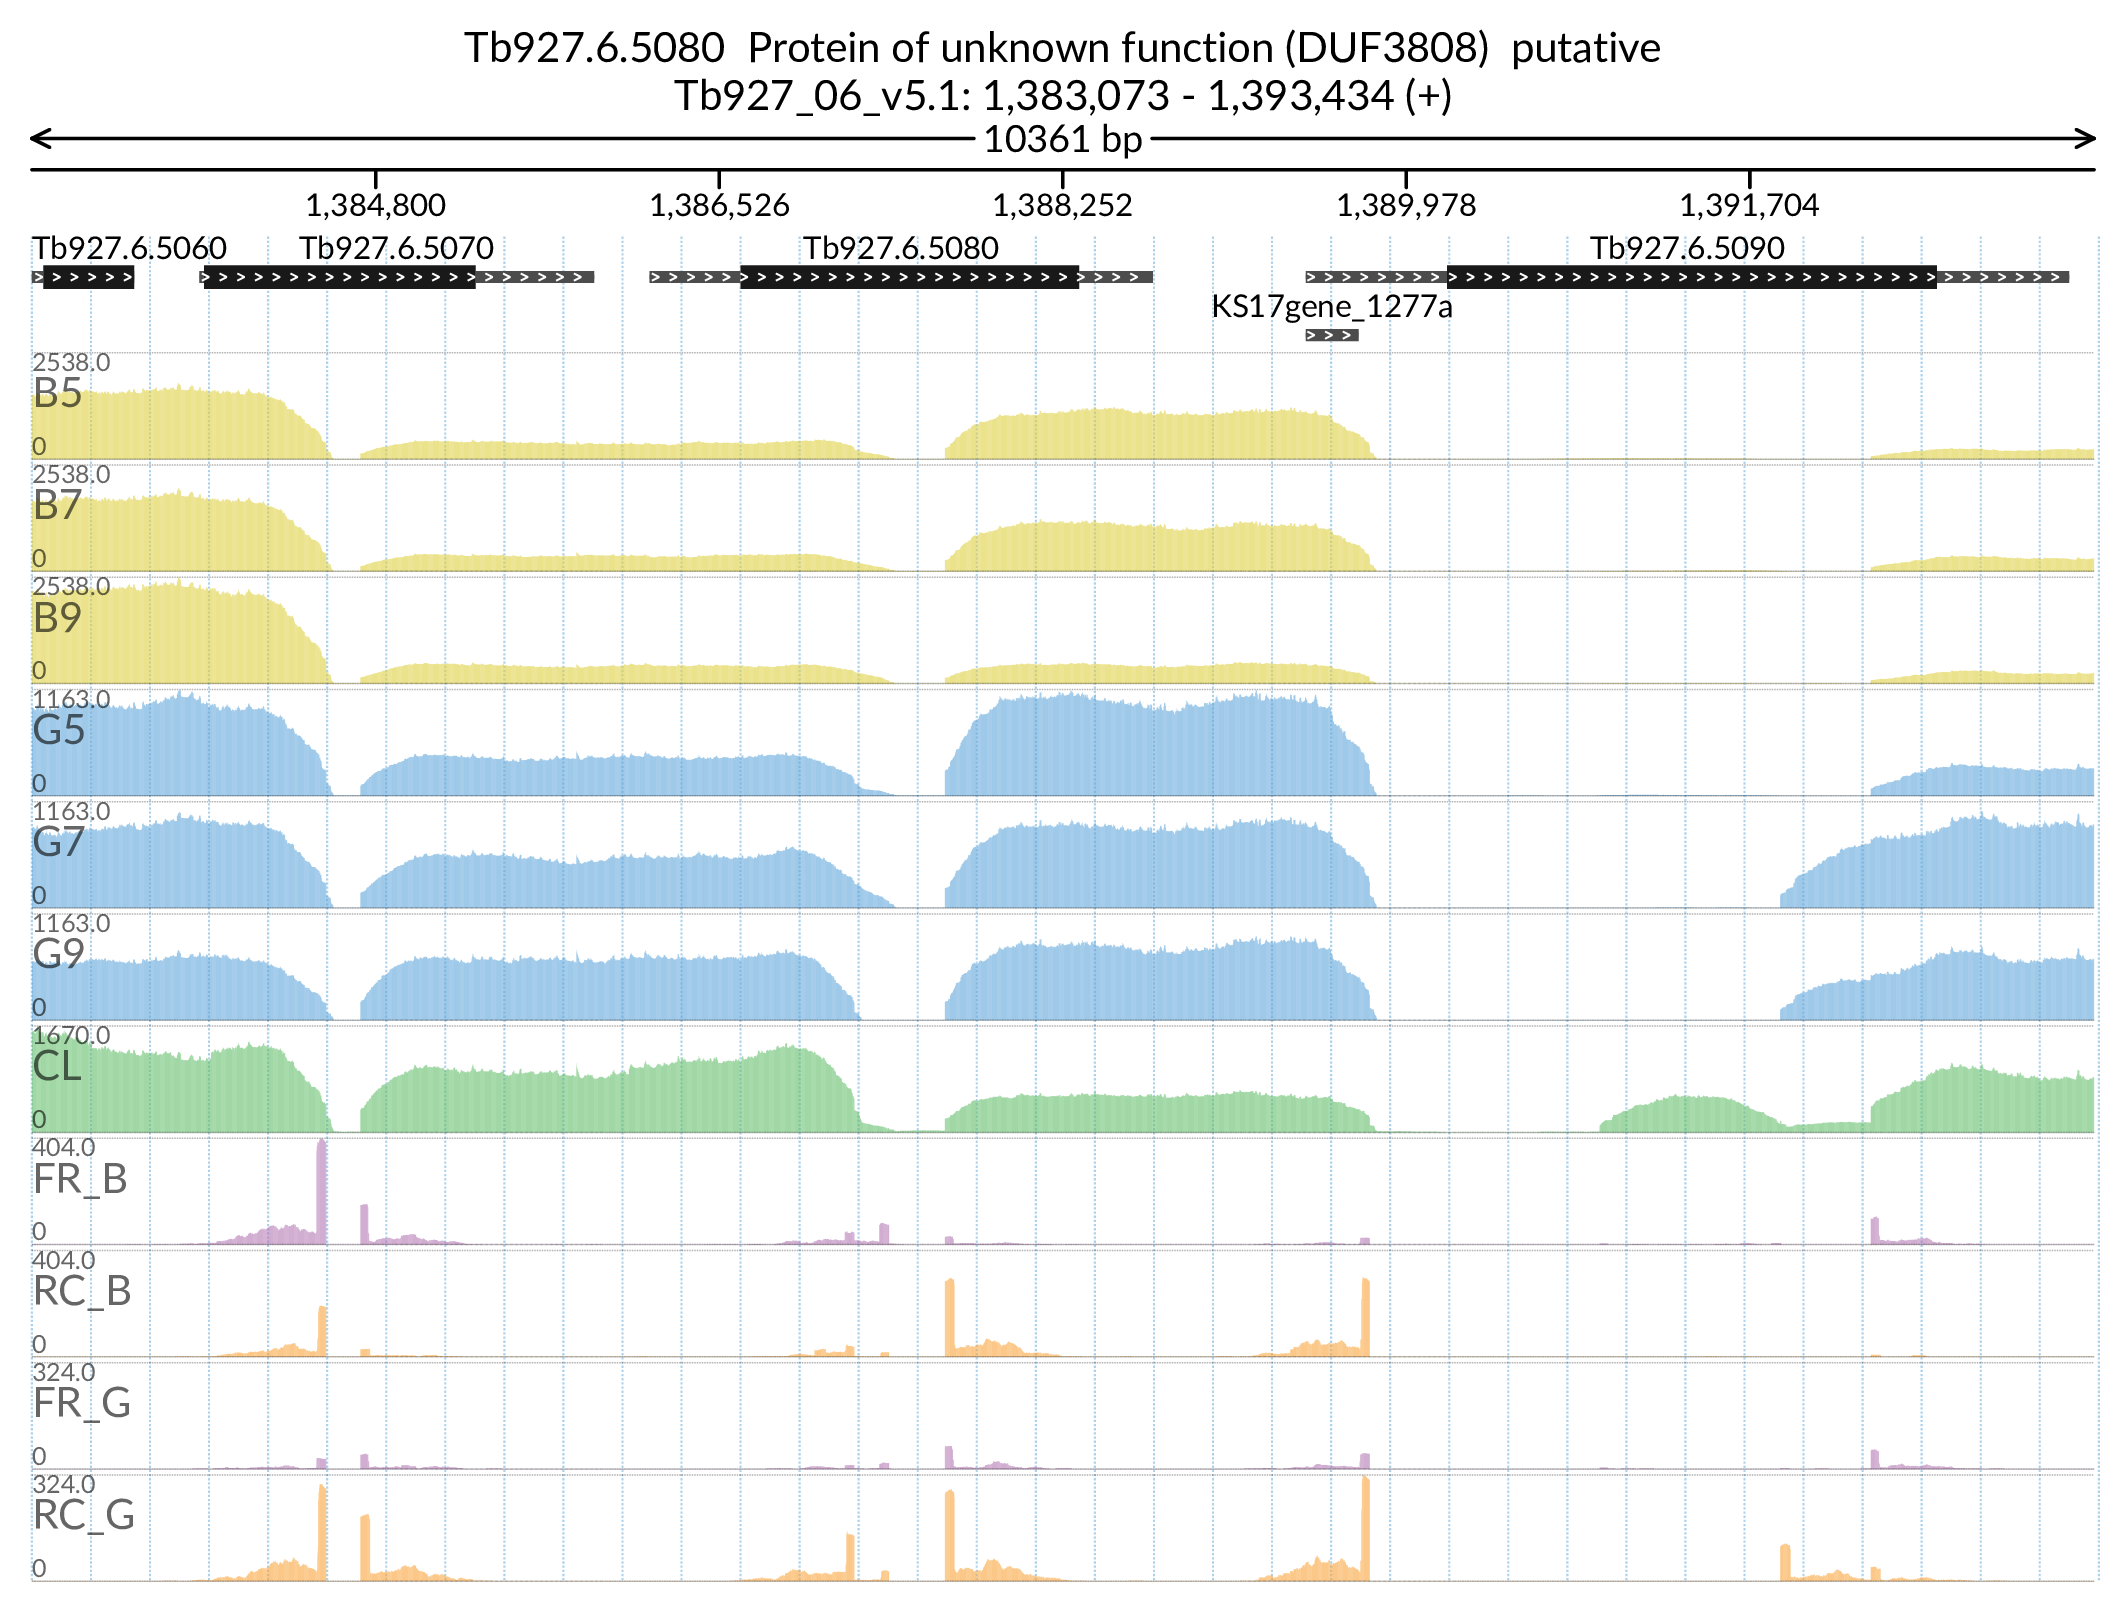 Tb927.6.5080  Protein of unknown function (DUF3808)  putative
Tb927_06_v5.1: 1,383,073 - 1,393,434 (+)
10361 bp
1,384,800 1,386,526 1,388,252 1,389,978 1,391,704
Tb927.6.5060 Tb927.6.5070 Tb927.6.5080 Tb927.6.5090
KS17gene_1277a
2538.0
B5
0
2538.0
B7
0
2538.0
B9
0
1163.0
G5
0
1163.0
G7
0
1163.0
G9
0
1670.0
CL
0
404.0
FR_B
0
404.0
RC_B
0
324.0
FR_G
0
324.0
RC_G
0